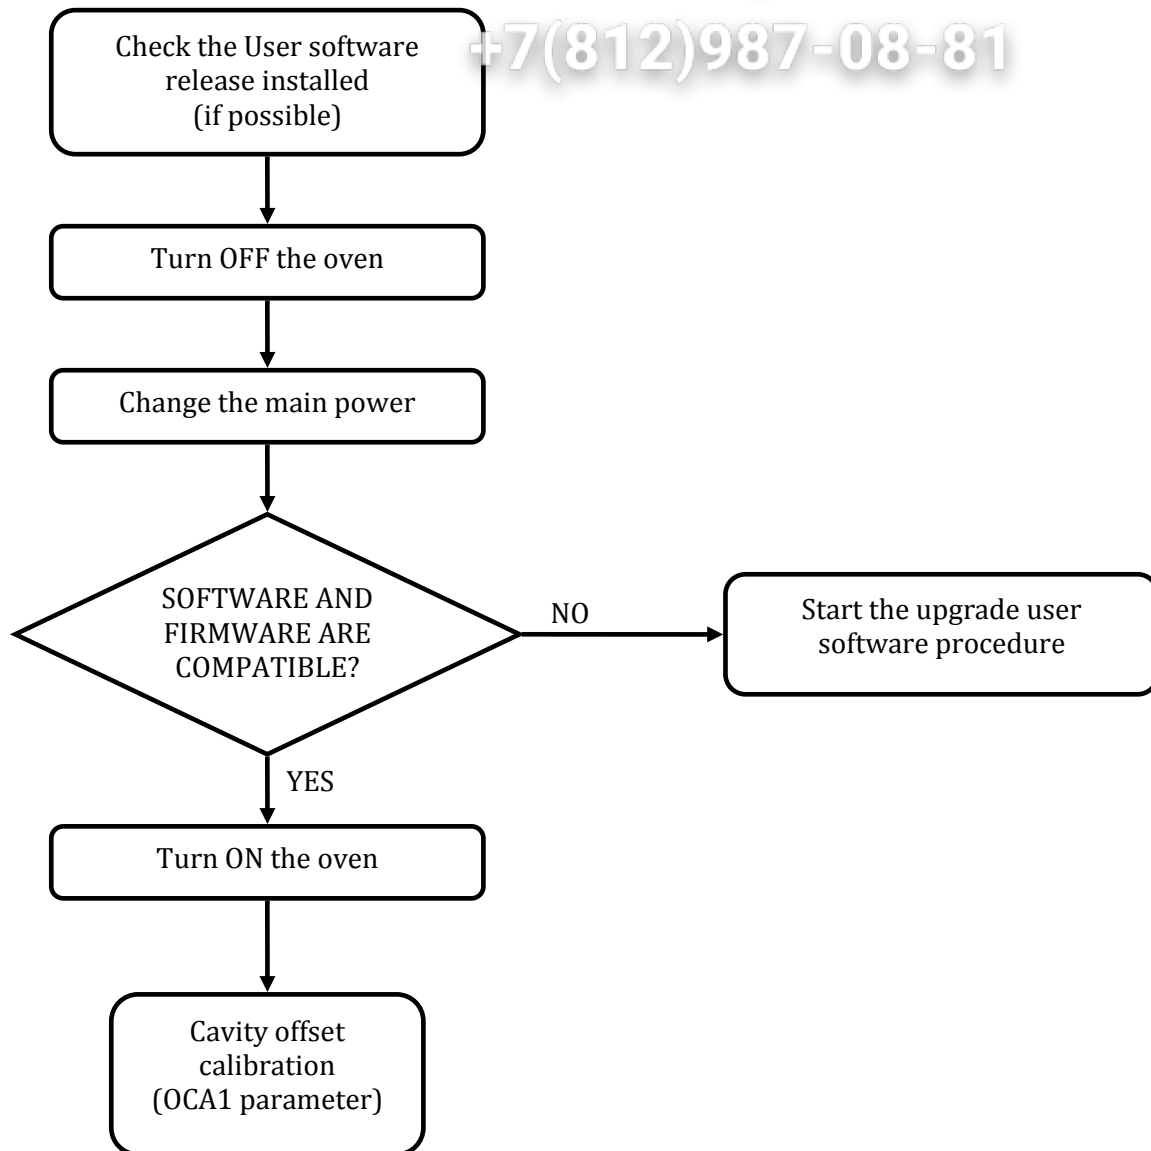 +7(812)987-08-81
Check the User software
release installed
(if possible)
Turn OFF the oven
Change the main power
SOFTWARE AND
FIRMWARE ARE
COMPATIBLE?
NO
Start the upgrade user
software procedure
YES
Turn ON the oven
Cavity offset
calibration
(OCA1 parameter)